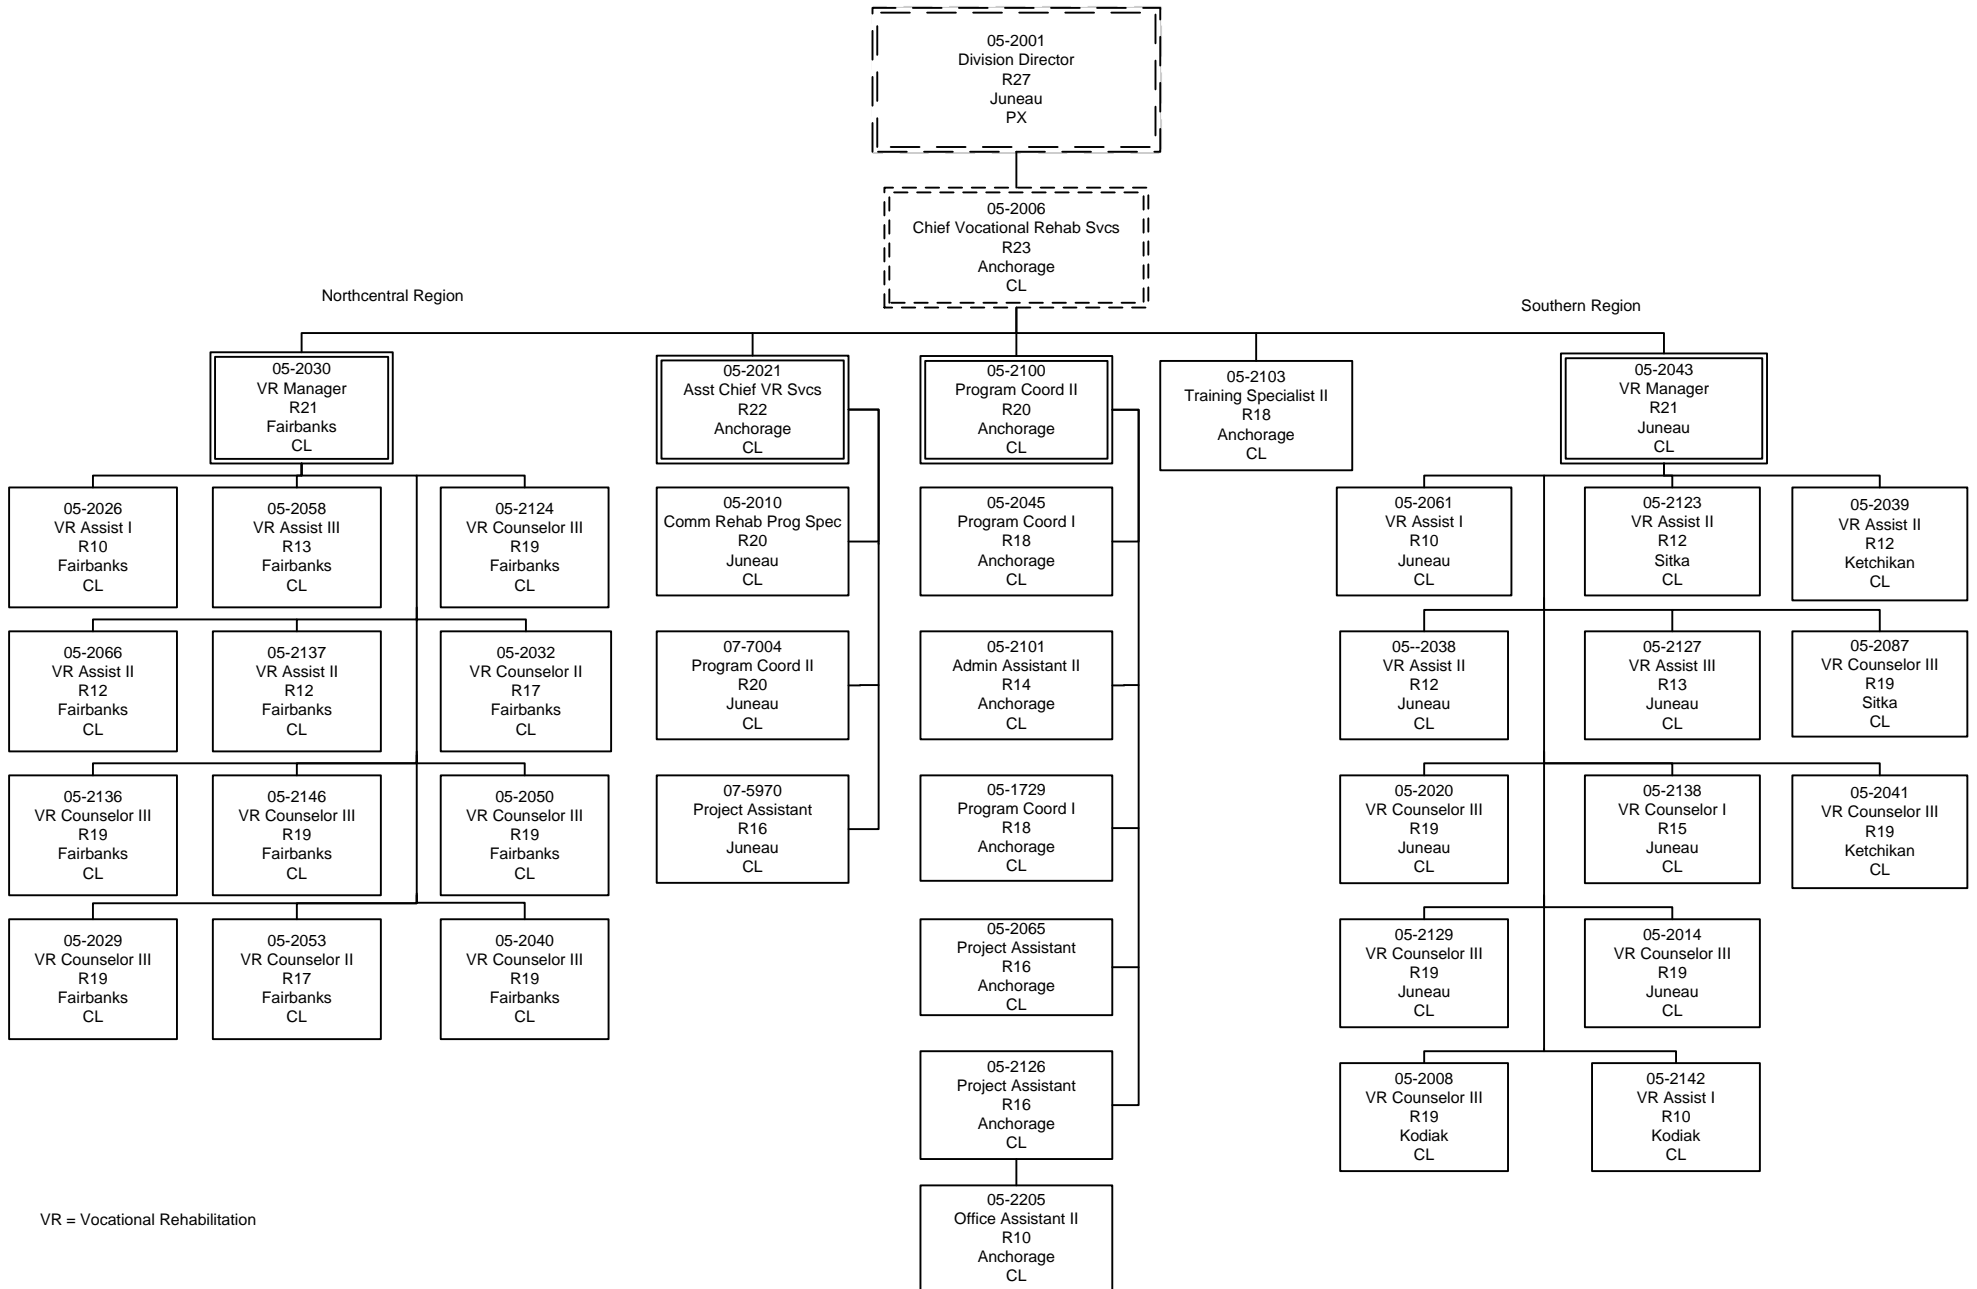 05-2001
Division Director
R27
Juneau
PX
05-2006
Chief Vocational Rehab Svcs
R23
Anchorage
CL
Northcentral Region
Southern Region
05-2030
VR Manager
R21
Fairbanks
CL
05-2021
Asst Chief VR Svcs
R22
Anchorage
CL
05-2100
Program Coord II
R20
Anchorage
CL
05-2103
Training Specialist II
R18
Anchorage
CL
05-2043
VR Manager
R21
Juneau
CL
05-2026
VR Assist I
R10
Fairbanks
CL
05-2058
VR Assist III
R13
Fairbanks
CL
05-2124
VR Counselor III
R19
Fairbanks
CL
05-2010
Comm Rehab Prog Spec
R20
Juneau
CL
05-2045
Program Coord I
R18
Anchorage
CL
05-2061
VR Assist I
R10
Juneau
CL
05-2123
VR Assist II
R12
Sitka
CL
05-2039
VR Assist II
R12
Ketchikan
CL
05-2066
VR Assist II
R12
Fairbanks
CL
05-2137
VR Assist II
R12
Fairbanks
CL
05-2032
VR Counselor II
R17
Fairbanks
CL
07-7004
Program Coord II
R20
Juneau
CL
05-2101
Admin Assistant II
R14
Anchorage
CL
05--2038
VR Assist II
R12
Juneau
CL
05-2127
VR Assist III
R13
Juneau
CL
05-2087
VR Counselor III
R19
Sitka
CL
05-2136
VR Counselor III
R19
Fairbanks
CL
05-2146
VR Counselor III
R19
Fairbanks
CL
05-2050
VR Counselor III
R19
Fairbanks
CL
07-5970
Project Assistant
R16
Juneau
CL
05-1729
Program Coord I
R18
Anchorage
CL
05-2020
VR Counselor III
R19
Juneau
CL
05-2138
VR Counselor I
R15
Juneau
CL
05-2041
VR Counselor III
R19
Ketchikan
CL
05-2029
VR Counselor III
R19
Fairbanks
CL
05-2053
VR Counselor II
R17
Fairbanks
CL
05-2040
VR Counselor III
R19
Fairbanks
CL
05-2065
Project Assistant
R16
Anchorage
CL
05-2129
VR Counselor III
R19
Juneau
CL
05-2014
VR Counselor III
R19
Juneau
CL
05-2126
Project Assistant
R16
Anchorage
CL
05-2008
VR Counselor III
R19
Kodiak
CL
05-2142
VR Assist I
R10
Kodiak
CL
05-2205
Office Assistant II
R10
Anchorage
CL
VR = Vocational Rehabilitation